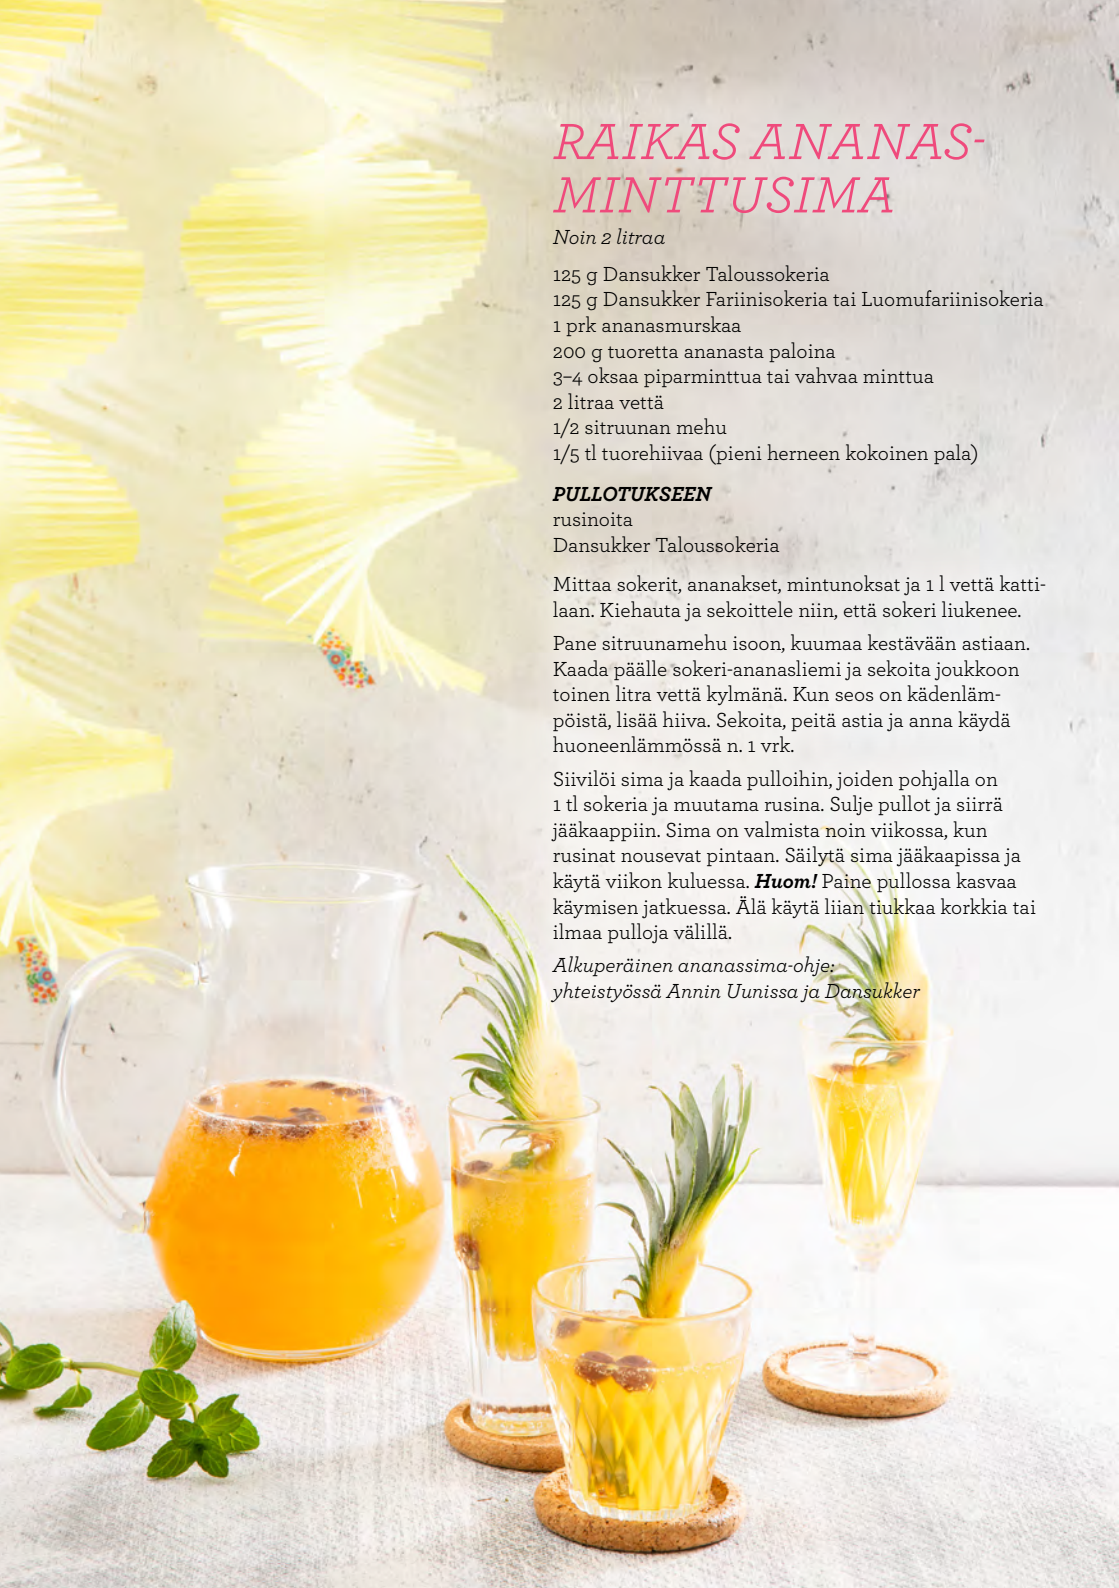 RAIKAS ANANAS-
MINTTUSIMA
Noin 2 litraa
125 g Dansukker Taloussokeria
125 g Dansukker Fariinisokeria tai Luomufariinisokeria
1 prk ananasmurskaa
200 g tuoretta ananasta paloina
3–4 oksaa piparminttua tai vahvaa minttua
2 litraa vettä
1/2 sitruunan mehu
1/5 tl tuorehiivaa (pieni herneen kokoinen pala)
PULLOTUKSEEN
rusinoita
Dansukker Taloussokeria
Mittaa sokerit, ananakset, mintunoksat ja 1 l vettä katti-
laan. Kiehauta ja sekoittele niin, että sokeri liukenee.
Pane sitruunamehu isoon, kuumaa kestävään astiaan.
Kaada päälle sokeri-ananasliemi ja sekoita joukkoon
toinen litra vettä kylmänä. Kun seos on kädenläm-
pöistä, lisää hiiva. Sekoita, peitä astia ja anna käydä
huoneenlämmössä n. 1 vrk.
Siivilöi sima ja kaada pulloihin, joiden pohjalla on
1 tl sokeria ja muutama rusina. Sulje pullot ja siirrä
jääkaappiin. Sima on valmista noin viikossa, kun
rusinat nousevat pintaan. Säilytä sima jääkaapissa ja
käytä viikon kuluessa. Huom! Paine pullossa kasvaa
käymisen jatkuessa. Älä käytä liian tiukkaa korkkia tai
ilmaa pulloja välillä.
Alkuperäinen ananassima-ohje:
yhteistyössä Annin Uunissa ja Dansukker